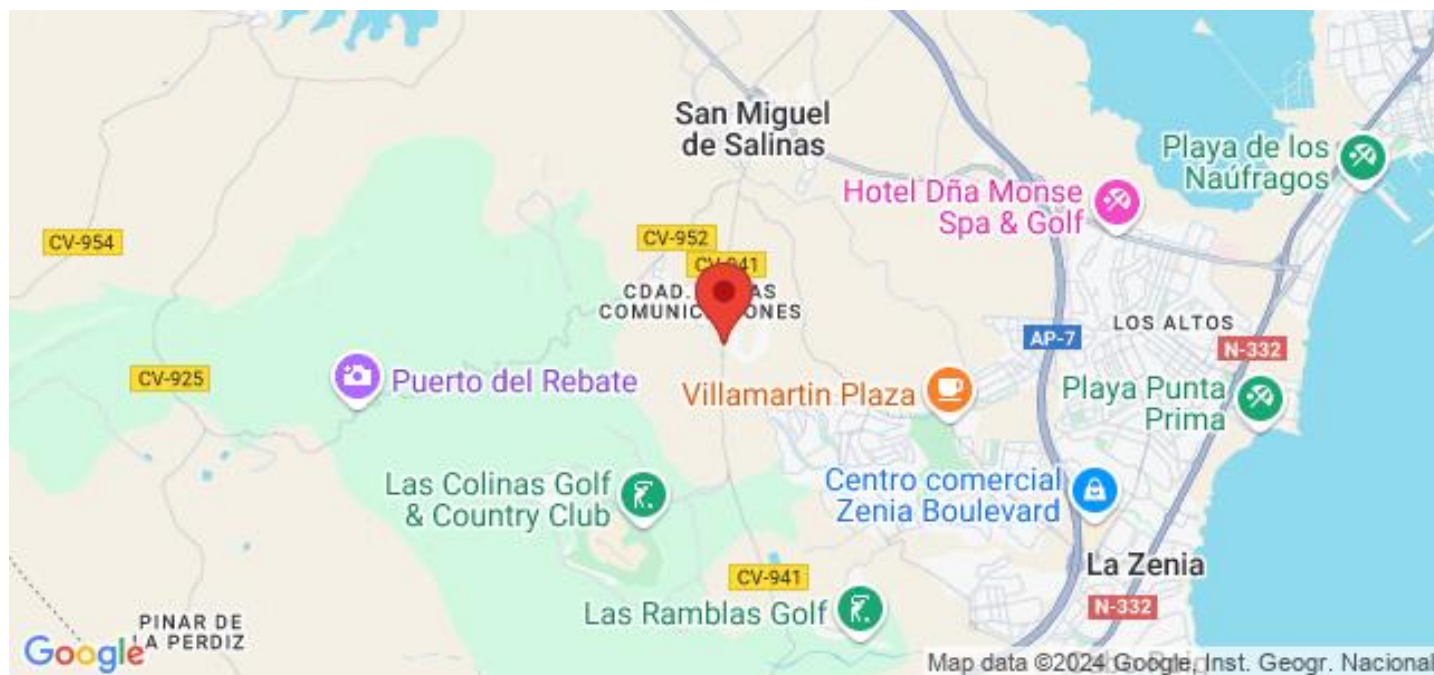 San Miguel
de Salinas
Playa de los
Naúfragos
Hotel Dña Monse
Spa & Golf
CV-954
CV-952
CV-941
CDAD.
AS
COMUNIC
ONES
LOS ALTOS
AP-7
N-332
CV-925
Puerto del Rebate
Villamartin Plaza
Playa Punta
Prima
Las Colinas Golf
& Country Club
Centro comercial
Zenia Boulevard
La Zenia
CV-941
Las Ramblas Golf
N-332
PINAR DE
LA PERDIZ
Google
Map data ©2024 Google, Inst. Geogr. Nacional